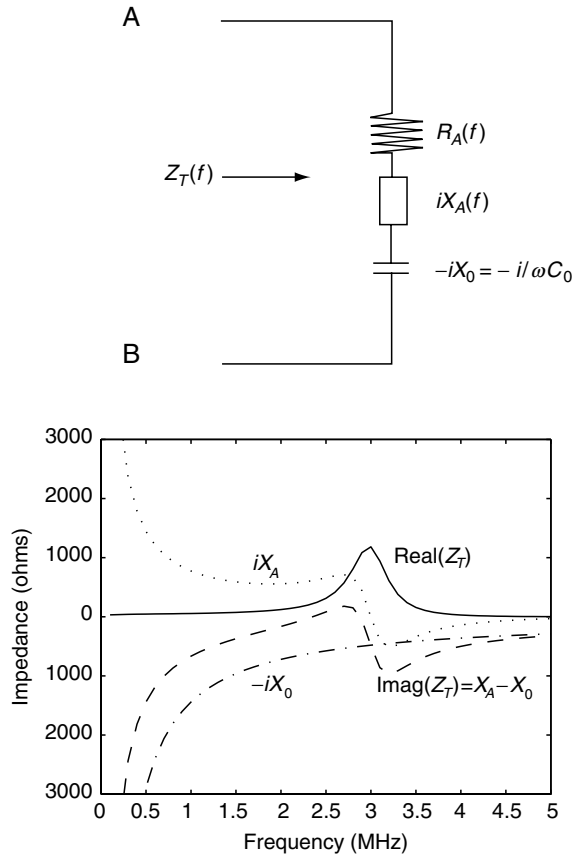 A
R_A(f)
Z_T(f)
iX_A(f)
−iX_0 = − i/ωC_0
B
3000
2000
1000
0
1000
2000
3000
Impedance (ohms)
iX_A
Real(Z_T)
−iX_0
Imag(Z_T)=X_A−X_0
0 0.5 1 1.5 2 2.5 3 3.5 4 4.5 5
Frequency (MHz)